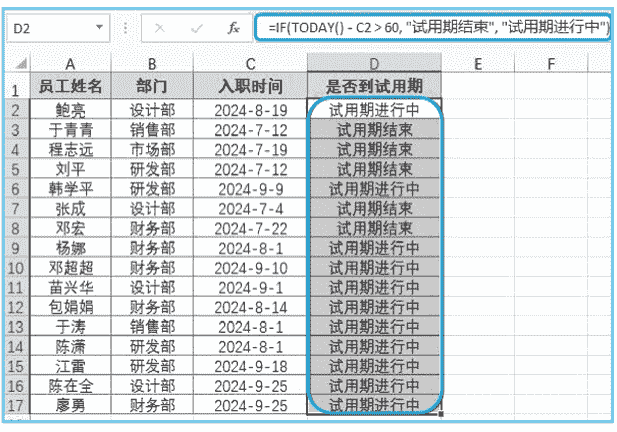 D2 fx =IF(TODAY() - C2 > 60, "试用期结束", "试用期进行中")
A B C D E F
1 员工姓名 部门 入职时间 是否到试用期
2 鲍亮 设计部 2024-8-19 试用期进行中
3 于青青 销售部 2024-7-12 试用期结束
4 程志远 市场部 2024-7-19 试用期结束
5 刘平 研发部 2024-7-12 试用期结束
6 韩学平 研发部 2024-9-9 试用期进行中
7 张成 设计部 2024-7-4 试用期结束
8 邓宏 财务部 2024-7-22 试用期结束
9 杨娜 财务部 2024-8-1 试用期进行中
10 邓超超 财务部 2024-9-10 试用期进行中
11 苗兴华 设计部 2024-9-1 试用期进行中
12 包娟娟 财务部 2024-8-14 试用期进行中
13 于涛 销售部 2024-8-1 试用期进行中
14 陈潇 研发部 2024-8-1 试用期进行中
15 江雷 研发部 2024-9-18 试用期进行中
16 陈在全 设计部 2024-9-25 试用期进行中
17 廖勇 财务部 2024-9-25 试用期进行中